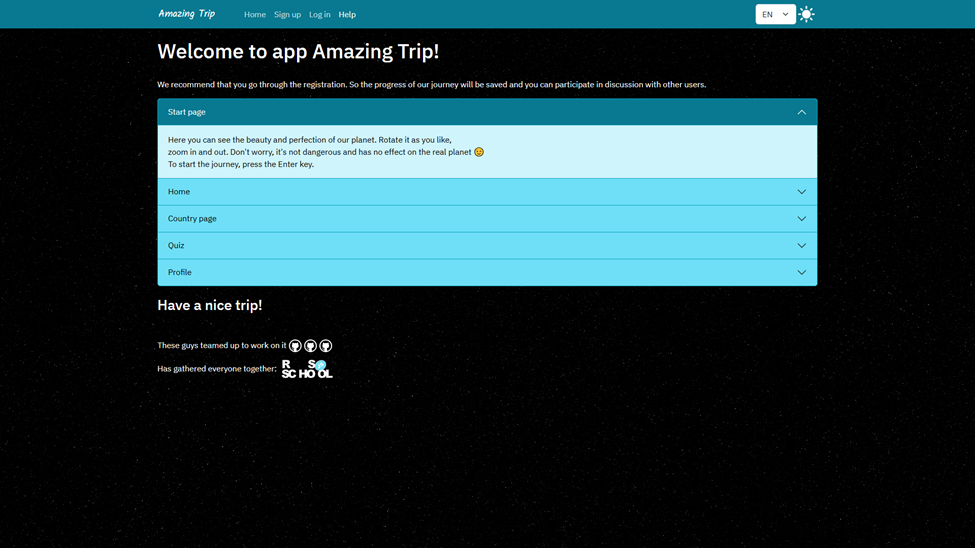 Amazing Trip Home Sign up Log in Help EN
Welcome to app Amazing Trip!
We recommend that you go through the registration. So the progress of our journey will be saved and you can participate in discussion with other users.
Start page
Here you can see the beauty and perfection of our planet. Rotate it as you like,
zoom in and out. Don't worry, it's not dangerous and has no effect on the real planet
To start the journey, press the Enter key.
Home
Country page
Quiz
Profile
Have a nice trip!
These guys teamed up to work on it
Has gathered everyone together:
R S
SCHOOL